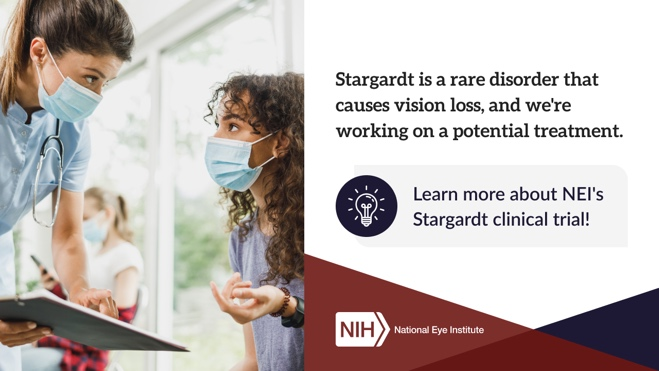 Stargardt is a rare disorder that
causes vision loss, and we're
working on a potential treatment.
Learn more about NEI's
Stargardt clinical trial!
NIH National Eye Institute